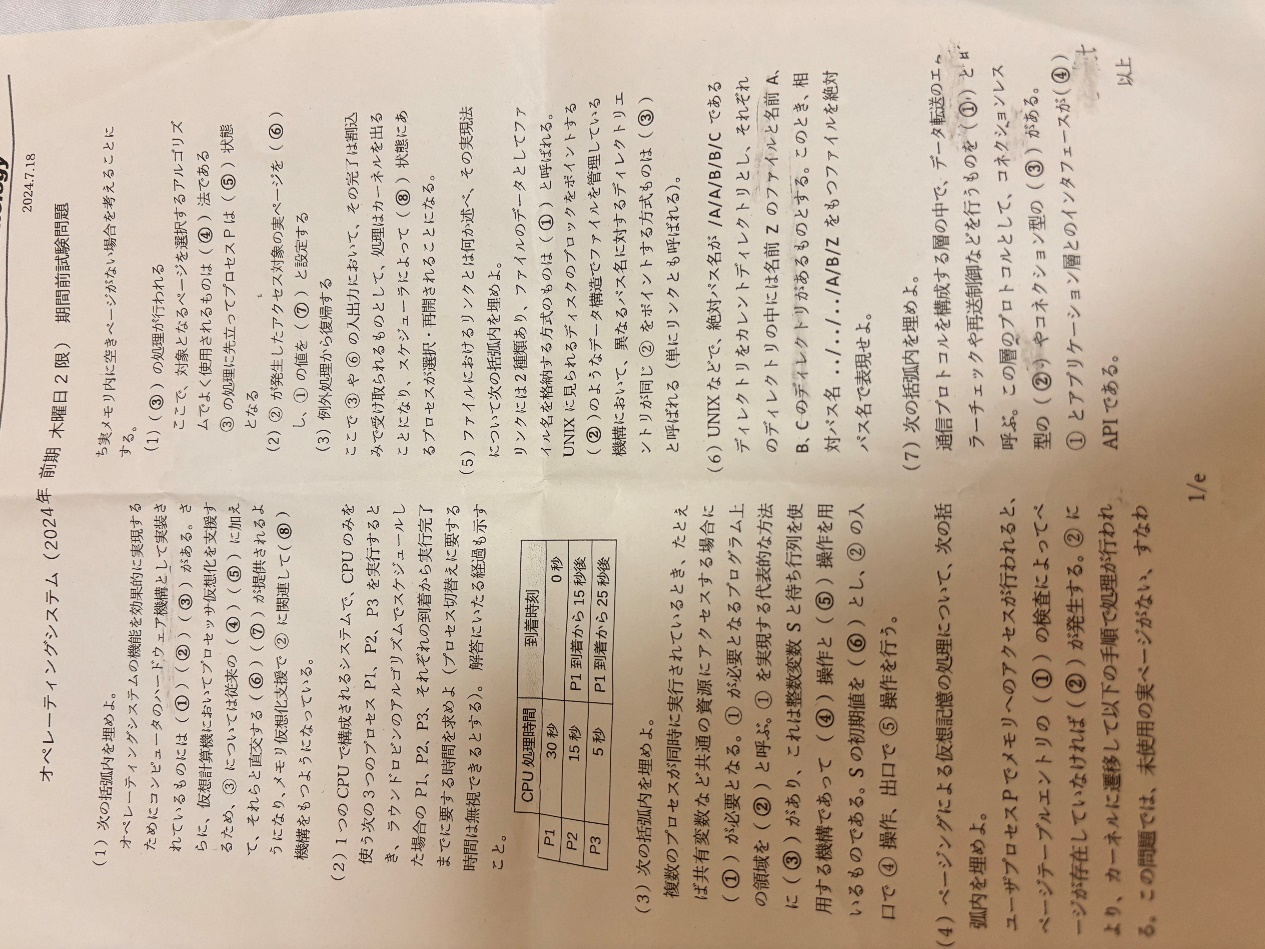 ology
2024.7.18
オペレーティングシステム（2024年 前期 木曜日２限） 期間前試験問題
（１）次の括弧内を埋めよ。
オペレーティングシステムの機能を効果的に実現する
ためにコンピュータのハードウェア機構として実装さ
れているものには（①）（②）（③）がある。さ
らに、仮想計算機においてプロセッサ仮想化を支援す
るため、③ については従来の（④）（⑤）に加え
て、それらと直交する（⑥）（⑦）が提供されるよ
うになり、メモリ仮想化支援で ② に関連して（⑧）
機構をもつようになっている。
（２）１つの CPU で構成されるシステムで、CPU のみを
使う次の３つのプロセス P1、P2、P3 を実行すると
き、ラウンドロビンのアルゴリズムでスケジュールし
た場合の P1、P2、P3、それぞれの到着から実行完了
までに要する時間を求めよ（プロセス切替えに要する
時間は無視できるとする）。解答にいたる経過も示す
こと。
CPU 処理時間 到着時刻
P1 30 秒 0 秒
P2 15 秒 P1 到着から 15 秒後
P3 5 秒 P1 到着から 25 秒後
（３）次の括弧内を埋めよ。
複数のプロセスが同時に実行されているとき、たとえ
ば共有変数など共通の資源にアクセスする場合に
（①）が必要となる。① が必要となるプログラム上
の領域を（②）と呼ぶ。① を実現する代表的な方法
に（③）があり、これは整数変数 S と待ち行列を使
用する機構であって（④）操作と（⑤）操作を用
いるものである。S の初期値を（⑥）とし、② の入
口で ④ 操作、出口で ⑤ 操作を行う。
（４）ページングによる仮想記憶の処理について、次の括
弧内を埋めよ。
ユーザプロセス P でメモリへのアクセスが行われると、
ページテーブルエントリの（①）の検査によってペ
ージが存在していなければ（②）が発生する。② に
より、カーネルに遷移して以下の手順で処理が行われ
る。この問題では、未使用の実ページがない、すなわ
ち実メモリ内に空きページがない場合を考えることに
する。
(1)（③）の処理が行われる
ここで、対象となるページを選択するアルゴリズ
ムでよく使用されるものは（④）法である
③ の処理に先立ってプロセス P は（⑤）状態
となる
(2) ② が発生したアクセス対象の実ページを（⑥）
し、① の値を（⑦）と設定する
(3) 例外処理から復帰する
ここで ③ や ⑥ の入出力において、その完了は割込
みで受け取られるものとして、処理はカーネルを出る
ことになり、スケジューラによって（⑧）状態にあ
るプロセスが選択・再開されることになる。
（５）ファイルにおけるリンクとは何か述べ、その実現法
について次の括弧内を埋めよ。
リンクには２種類あり、ファイルのデータとしてファ
イル名を格納する方式のものは（①）と呼ばれる。
UNIX に見られるディスクのブロックをポイントする
（②）のようなデータ構造でファイルを管理している
機構において、異なるパス名に対するディレクトリエ
ントリが同じ ② をポイントする方式ものは（③）
と呼ばれる（単にリンクとも呼ばれる）。
（６）UNIX などで、絶対パス名が /A/A/B/B/C である
ディレクトリをカレントディレクトリとし、それぞれ
のディレクトリの中には名前 Z のファイルと名前 A、
B、C のディレクトリがあるものとする。このとき、相
対パス名 ../../../A/B/Z をもつファイルを絶対
パス名で表現せよ。
（７）次の括弧内を埋めよ。
通信プロトコルを構成する層の中で、データ転送のエ
ラーチェックや再送制御などを行うものを（①）と
呼ぶ。この層のプロトコルとして、コネクションレス
型の（②）やコネクション型の（③）がある。
① とアプリケーション層とのインタフェースが（④）
API である。
以上
1/e